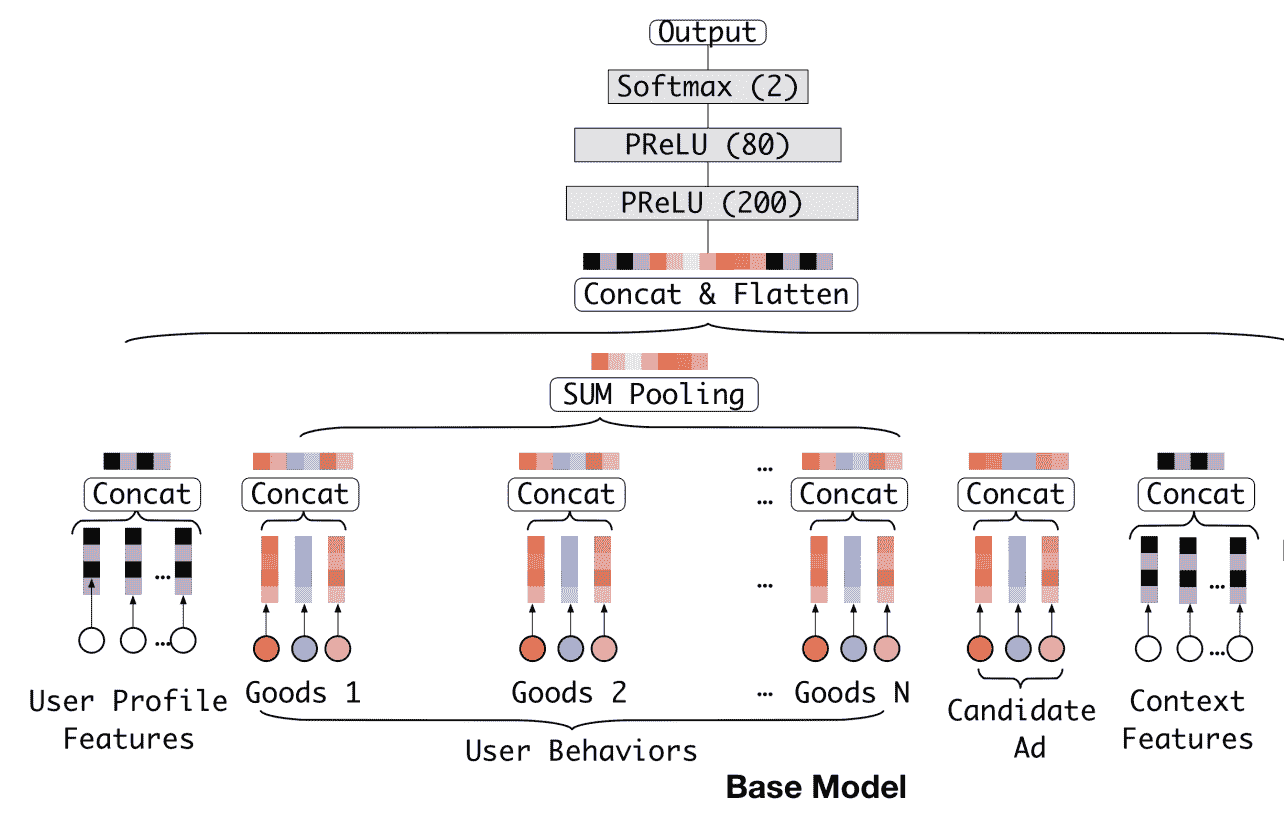 Output
Softmax (2)
PReLU (80)
PReLU (200)
Concat & Flatten
SUM Pooling
...
Concat Concat Concat ... Concat Concat Concat
... ... ...
... ...
User Profile
Features
Goods 1 Goods 2 ... Goods N
Candidate
Ad
Context
Features
User Behaviors
Base Model